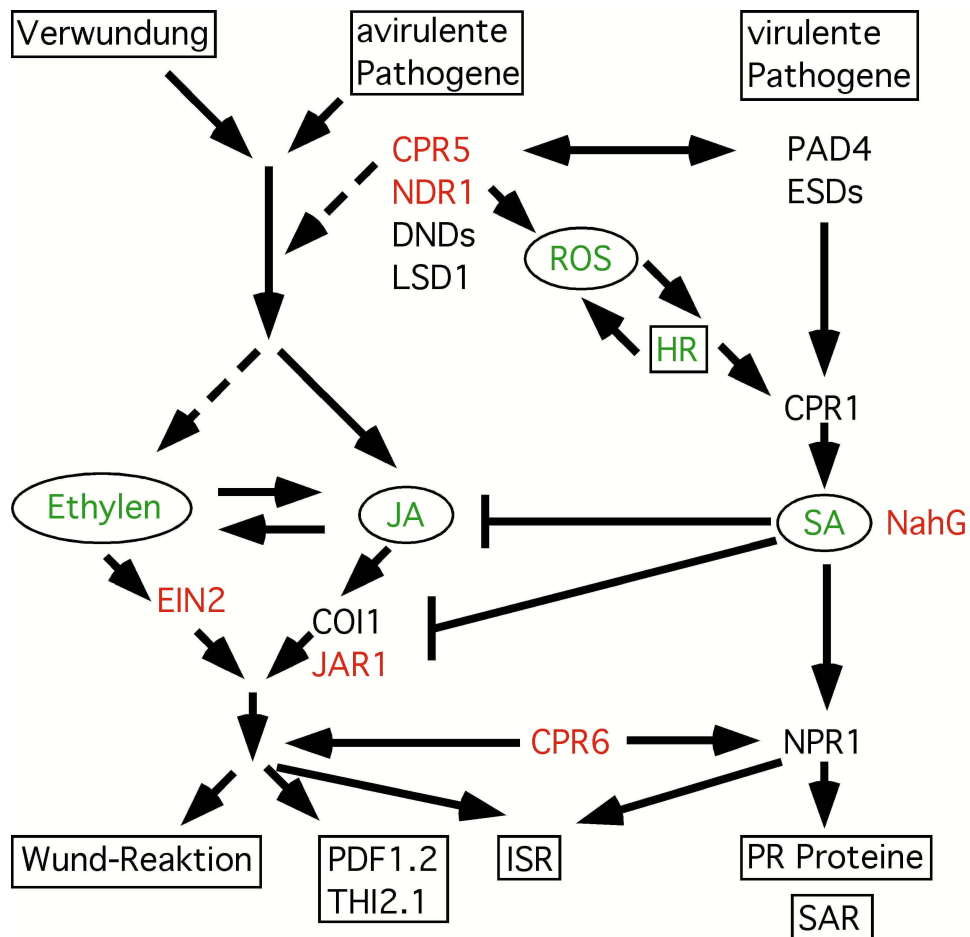 Verwundung
avirulente
Pathogene
virulente
Pathogene
CPR5
NDR1
DNDs
LSD1
PAD4
ESDs
ROS
HR
CPR1
Ethylen
JA
SA
NahG
EIN2
COI1
JAR1
CPR6
NPR1
Wund-Reaktion
PDF1.2
THI2.1
ISR
PR Proteine
SAR